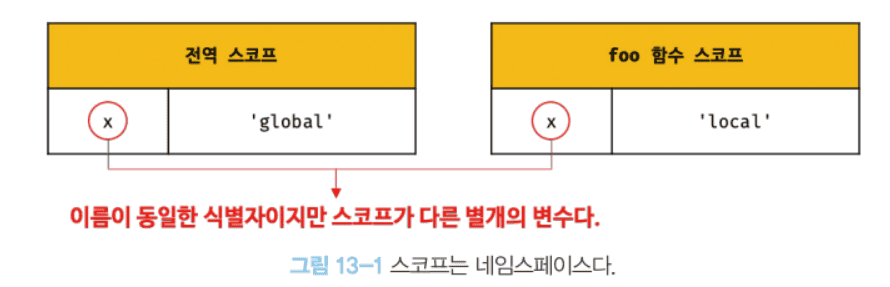 전역 스코프
foo 함수 스코프
x
'global'
x
'local'
이름이 동일한 식별자이지만 스코프가 다른 별개의 변수다.
그림 13-1 스코프는 네임스페이스다.